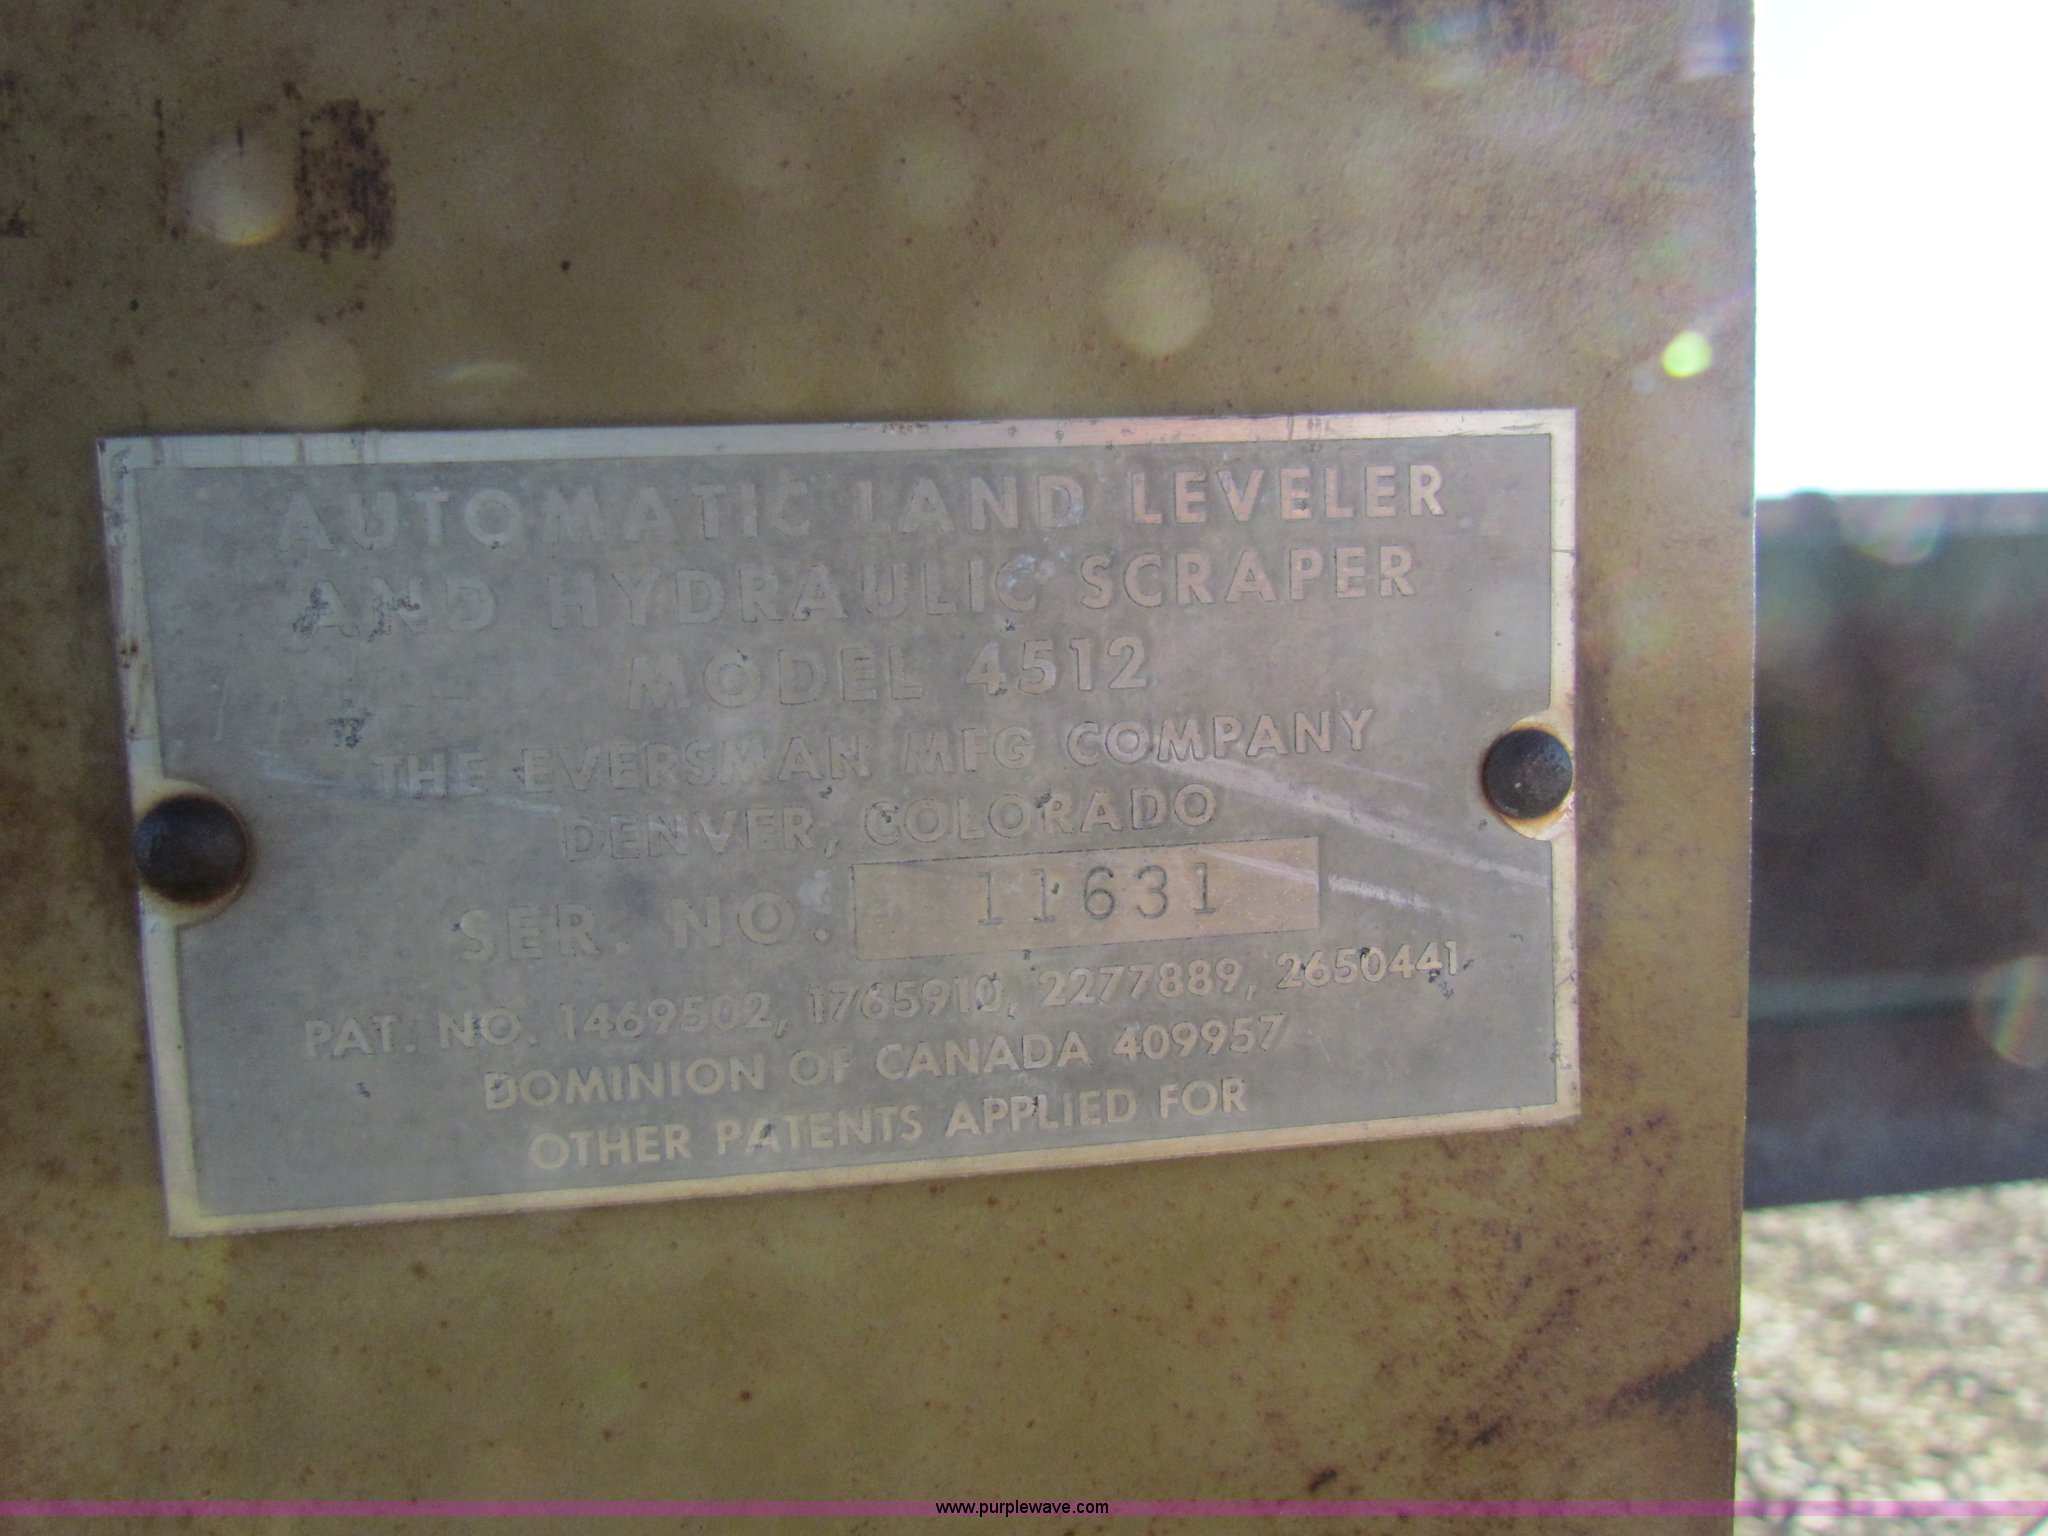 AUTOMATIC LAND LEVELER
AND HYDRAULIC SCRAPER
MODEL 4512
THE EVERSMAN MFG COMPANY
DENVER, COLORADO
SER. NO. 11631
PAT. NO. 1469502, 1765910, 2277889, 2650441
DOMINION OF CANADA 409957
OTHER PATENTS APPLIED FOR
www.purplewave.com